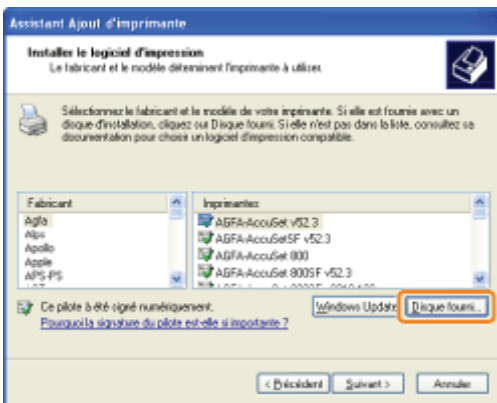 Assistant Ajout d'imprimante
Installer le logiciel d'impression
Le fabricant et le modèle déterminent l'imprimante à utiliser.
Sélectionnez le fabricant et le modèle de votre imprimante. Si elle est fournie avec un
disque d'installation, cliquez sur Disque fourni. Si elle n'est pas dans la liste, consultez sa
documentation pour choisir un logiciel d'impression compatible.
Fabricant
Agfa
Alps
Apollo
Apple
APS-PS
Imprimantes
AGFA-AccuSet v52.3
AGFA-AccuSetSF v52.3
AGFA-AccuSet 800
AGFA-AccuSet 800SF v52.3
Ce pilote a été signé numériquement.
Pourquoi la signature du pilote est-elle si importante ?
Windows Update
Disque fourni...
< Précédent
Suivant >
Annuler